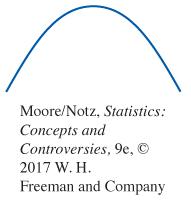 Moore/Notz, Statistics:
Concepts and
Controversies, 9e, ©
2017 W. H.
Freeman and Company